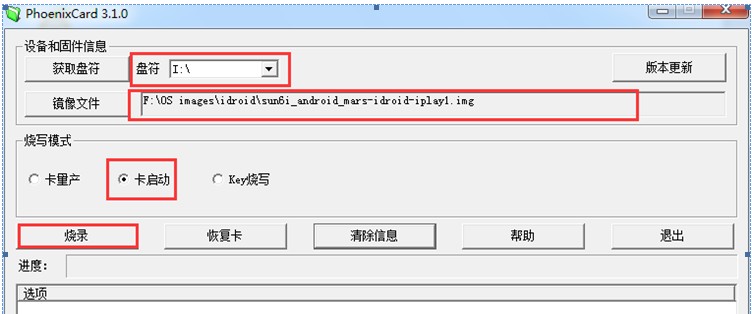 PhoenixCard 3.1.0
设备和固件信息
获取盘符 盘符 I:\ 版本更新
镜像文件 F:\OS images\idroid\sun6i_android_mars-idroid-iplay1.img
烧写模式
卡量产 卡启动 Key烧写
烧录 恢复卡 清除信息 帮助 退出
进度：
选项